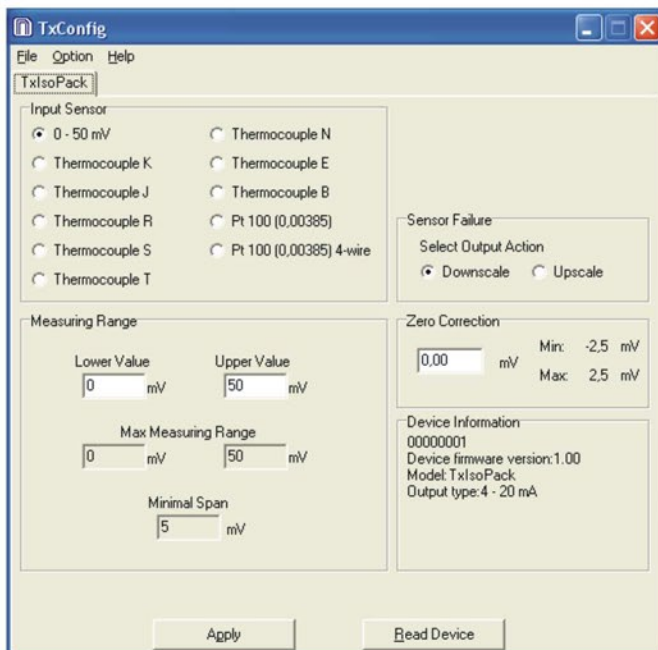 TxConfig
File Option Help
TxIsoPack
Input Sensor
0 - 50 mV
Thermocouple K
Thermocouple J
Thermocouple R
Thermocouple S
Thermocouple T
Thermocouple N
Thermocouple E
Thermocouple B
Pt 100 (0,00385)
Pt 100 (0,00385) 4-wire
Sensor Failure
Select Output Action
Downscale Upscale
Measuring Range
Lower Value Upper Value
0 mV 50 mV
Max Measuring Range
0 mV 50 mV
Minimal Span
5 mV
Zero Correction
0,00 mV
Min: -2,5 mV
Max: 2,5 mV
Device Information
00000001
Device firmware version:1.00
Model:TxIsoPack
Output type:4 - 20 mA
Apply Read Device